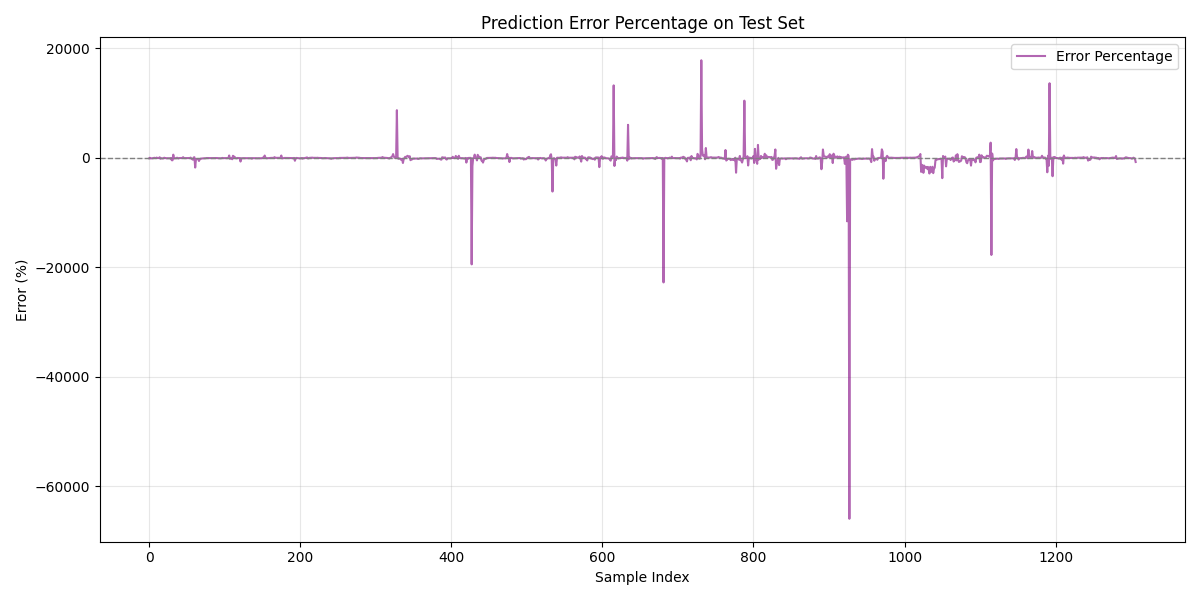 Prediction Error Percentage on Test Set
Error Percentage
20000
0
−20000
−40000
−60000
Error (%)
0 200 400 600 800 1000 1200
Sample Index